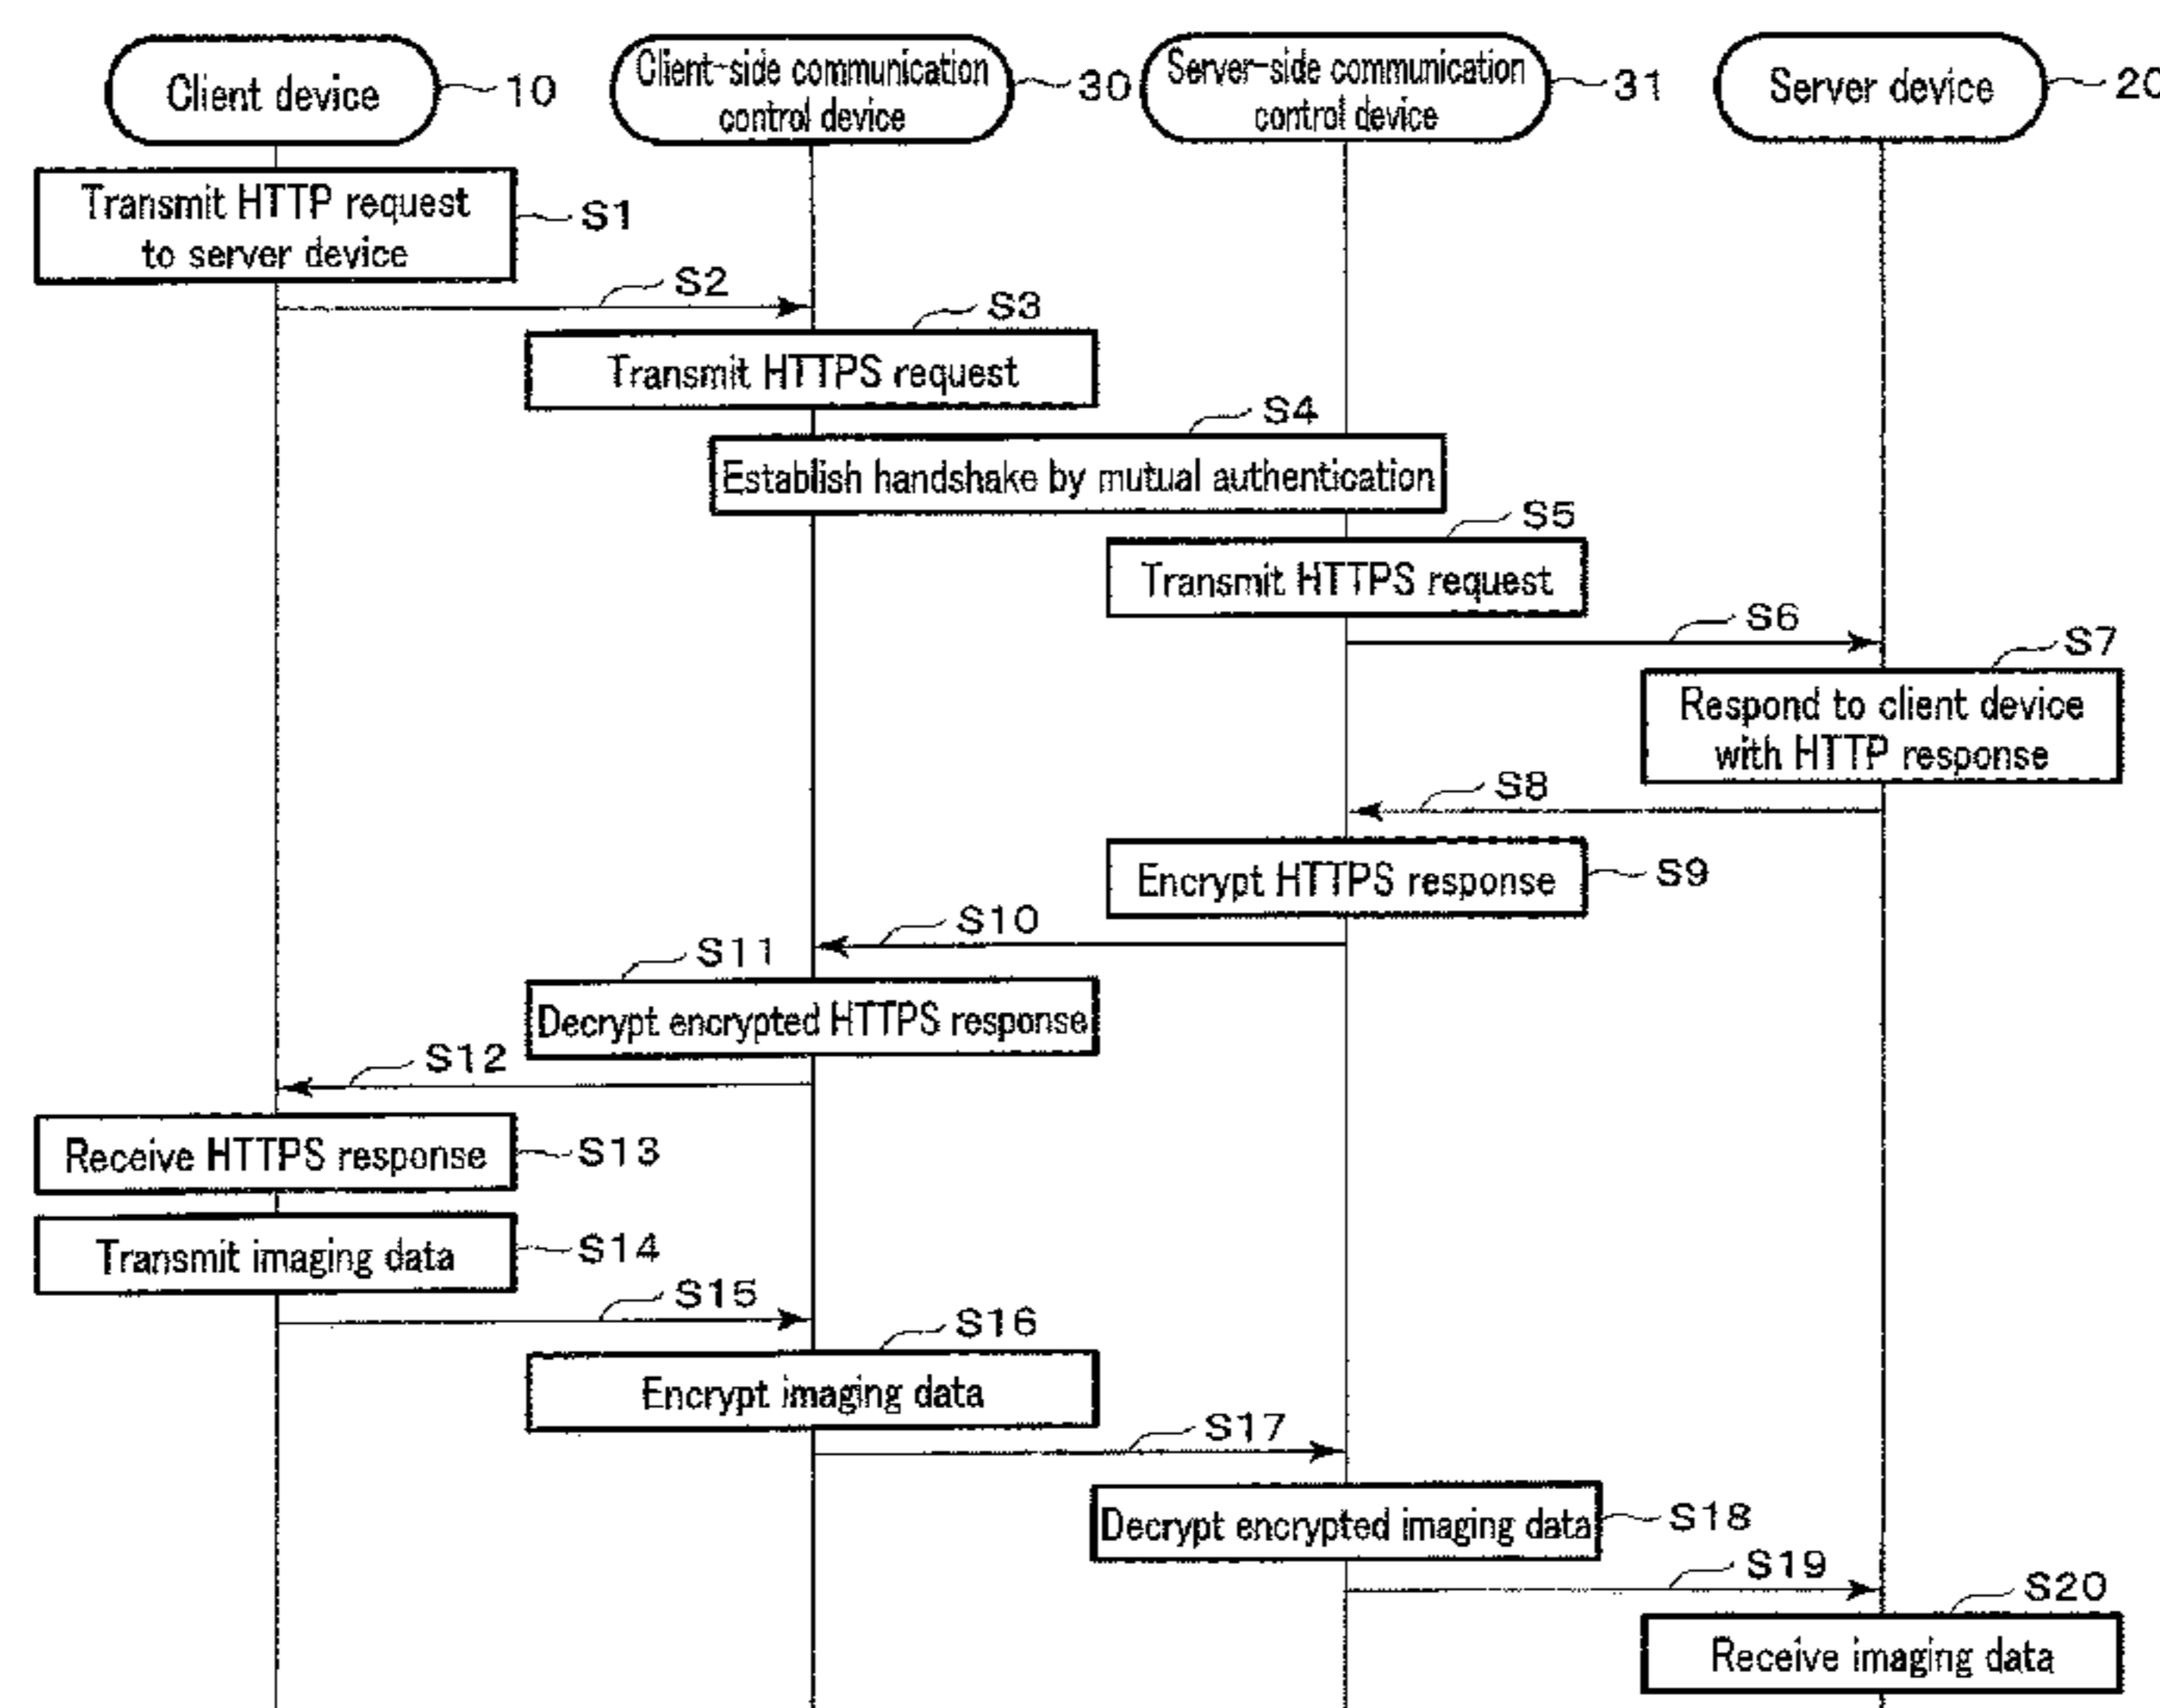 Client device
10
Client-side communication
control device
30
Server-side communication
control device
31
Server device
20
Transmit HTTP request
to server device
S1
S2
S3
Transmit HTTPS request
S4
Establish handshake by mutual authentication
S5
Transmit HTTPS request
S6
S7
Respond to client device
with HTTP response
S8
Encrypt HTTPS response
S9
S10
S11
Decrypt encrypted HTTPS response
S12
Receive HTTPS response
S13
Transmit imaging data
S14
S15
S16
Encrypt imaging data
S17
Decrypt encrypted imaging data
S18
S19
S20
Receive imaging data